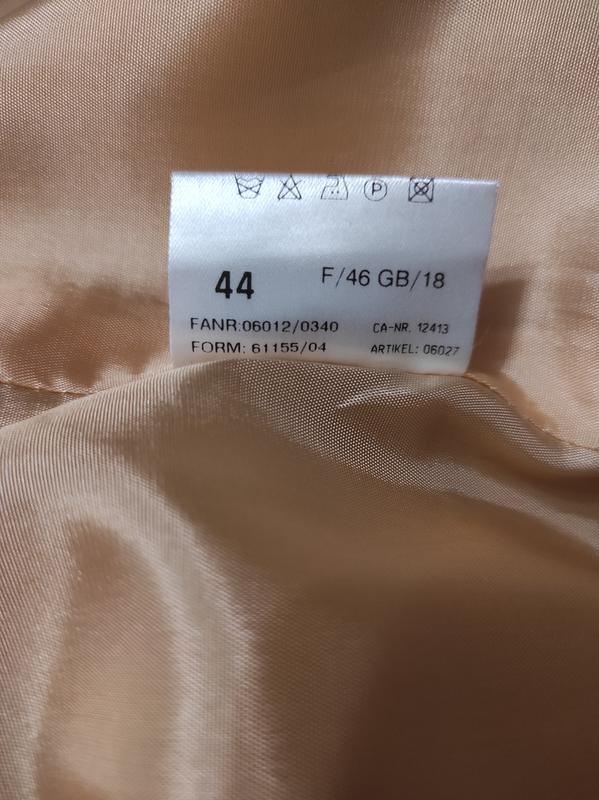 P
44 F/46 GB/18
FANR:06012/0340 CA-NR. 12413
FORM: 61155/04 ARTIKEL: 06027